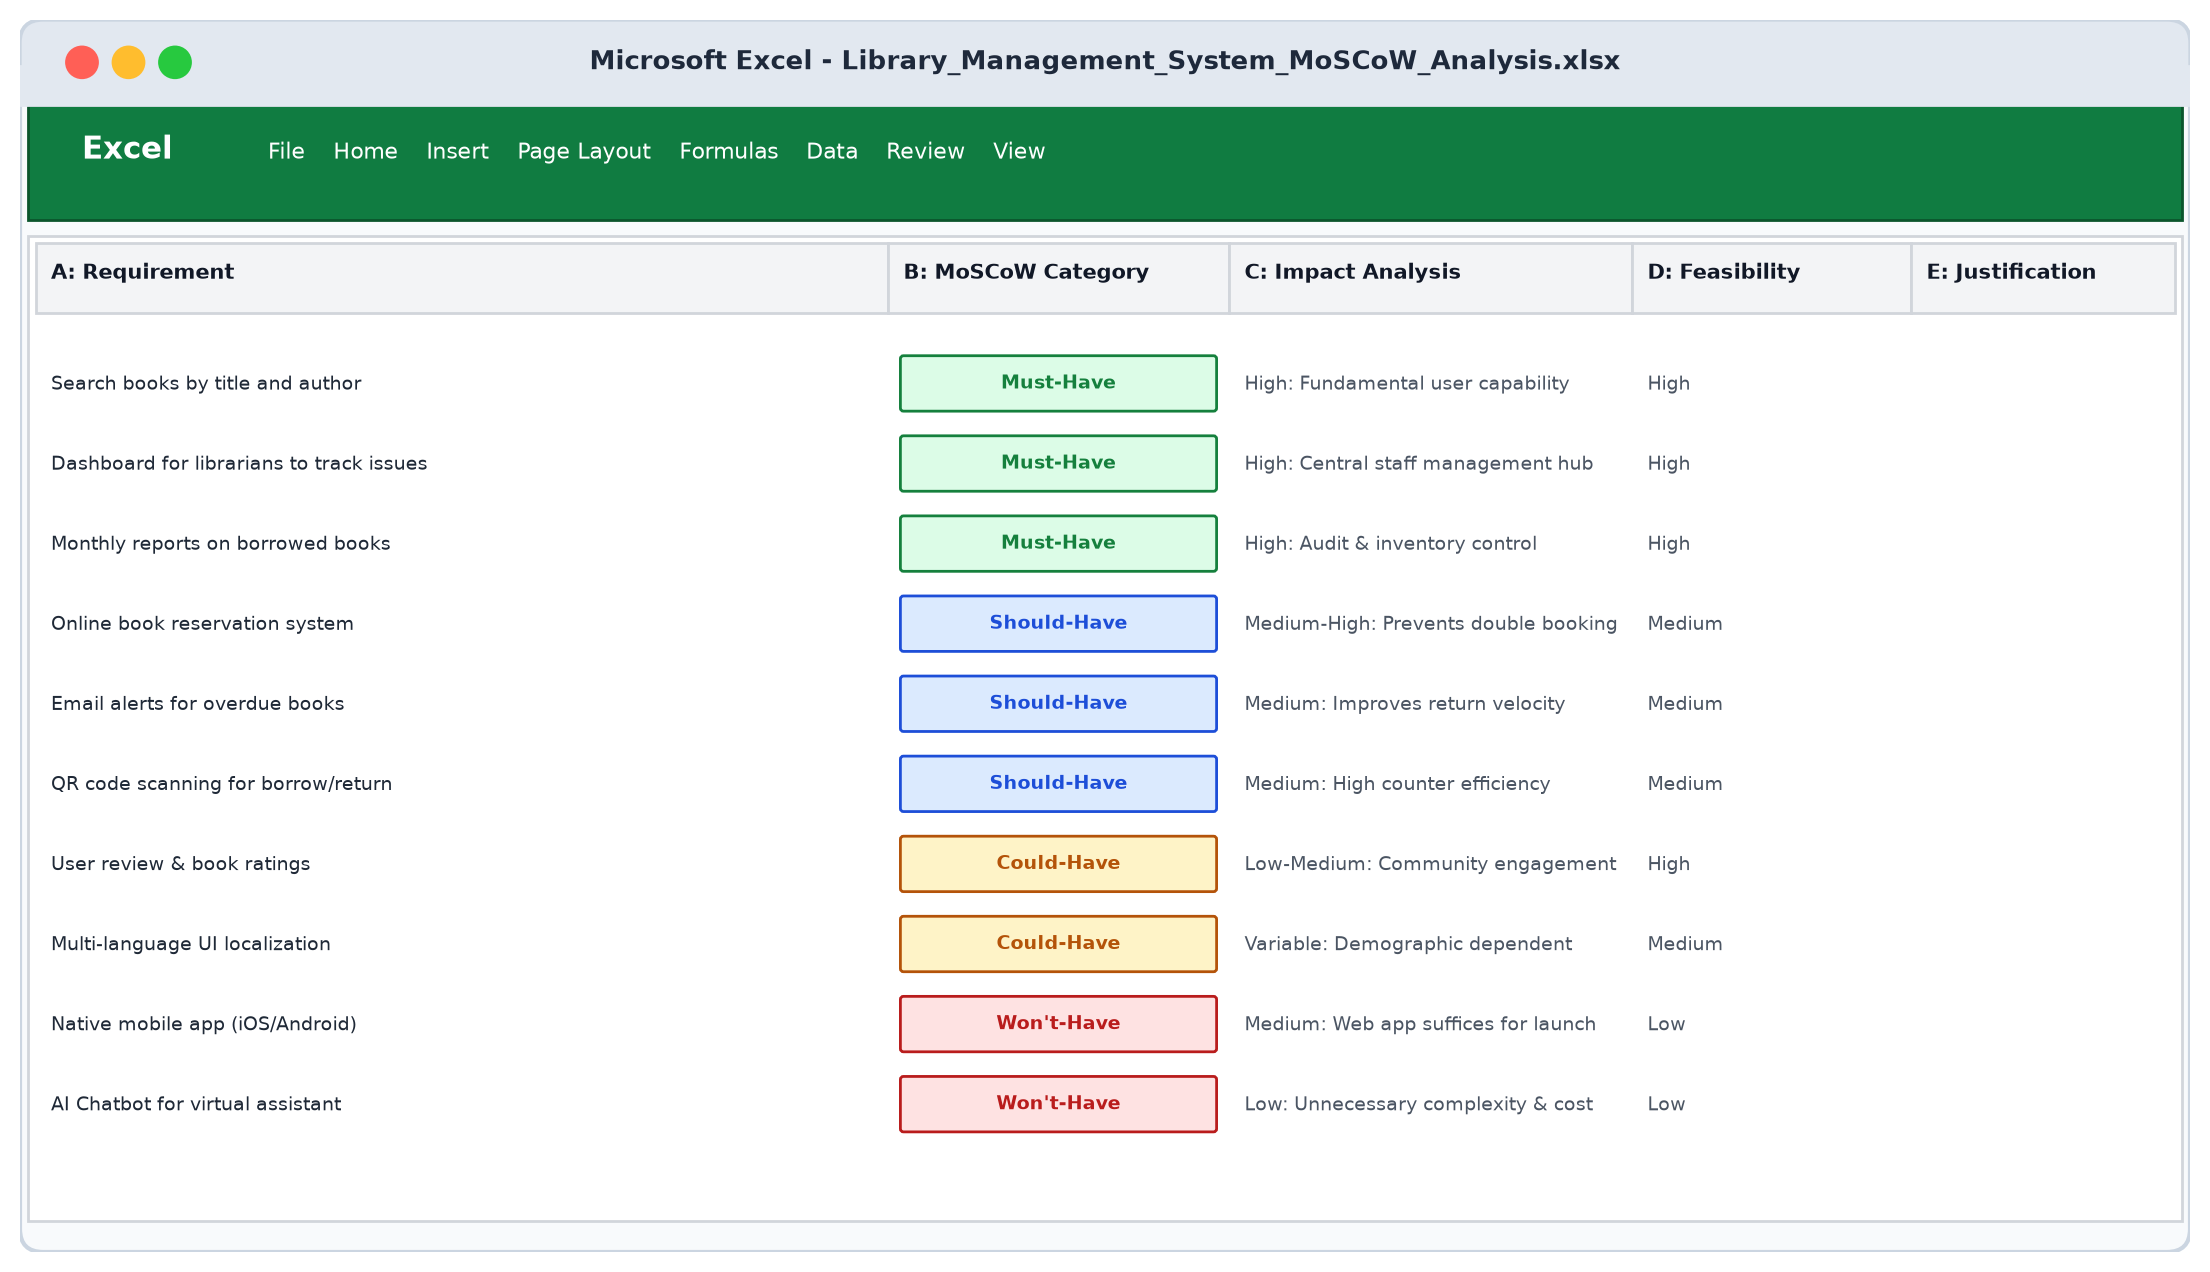 Microsoft Excel - Library_Management_System_MoSCoW_Analysis.xlsx
Excel File Home Insert Page Layout Formulas Data Review View
A: Requirement B: MoSCoW Category C: Impact Analysis D: Feasibility E: Justification
Search books by title and author Must-Have High: Fundamental user capability High
Dashboard for librarians to track issues Must-Have High: Central staff management hub High
Monthly reports on borrowed books Must-Have High: Audit & inventory control High
Online book reservation system Should-Have Medium-High: Prevents double booking Medium
Email alerts for overdue books Should-Have Medium: Improves return velocity Medium
QR code scanning for borrow/return Should-Have Medium: High counter efficiency Medium
User review & book ratings Could-Have Low-Medium: Community engagement High
Multi-language UI localization Could-Have Variable: Demographic dependent Medium
Native mobile app (iOS/Android) Won't-Have Medium: Web app suffices for launch Low
AI Chatbot for virtual assistant Won't-Have Low: Unnecessary complexity & cost Low